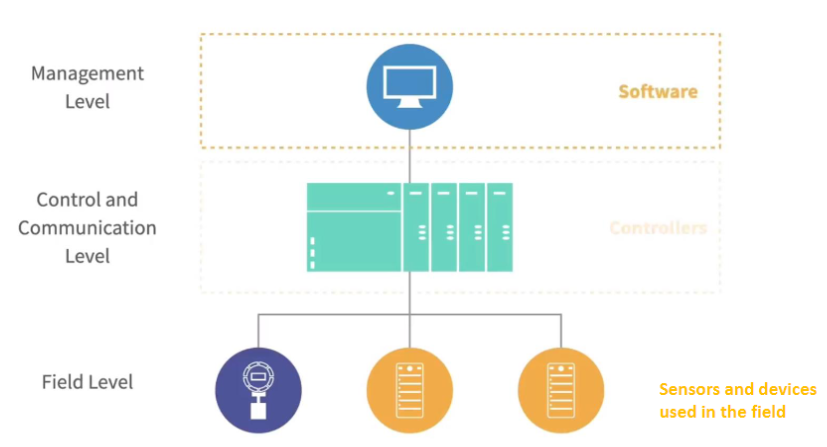 Management
Level
Software
Control and
Communication
Level
Controllers
Field Level
Sensors and devices
used in the field